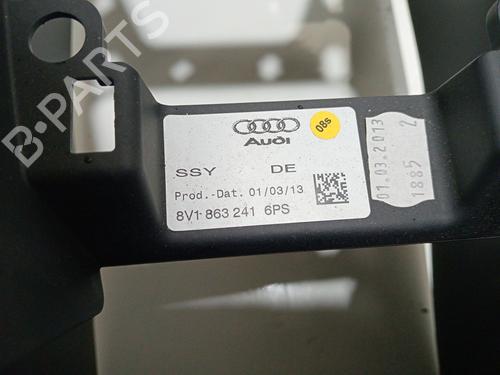 B-PARTS
Audi
08s
SSY DE
Prod.-Dat. 01/03/13
8V1 863 241 6PS
01.03.2013
1885 2